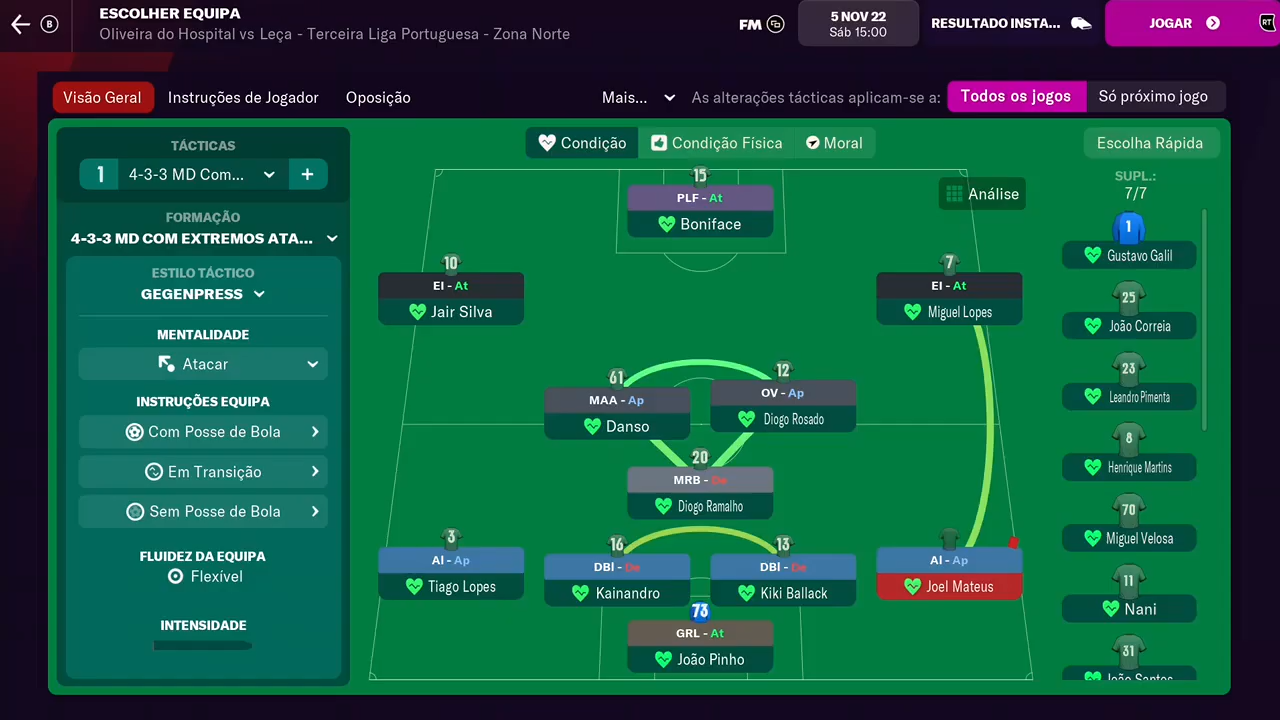 B
ESCOLHER EQUIPA
Oliveira do Hospital vs Leça - Terceira Liga Portuguesa - Zona Norte
FM
5 NOV 22
Sáb 15:00
RESULTADO INSTA...
JOGAR
RT
Visão Geral
Instruções de Jogador
Oposição
Mais...
As alterações tácticas aplicam-se a:
Todos os jogos
Só próximo jogo
TÁCTICAS
1
4-3-3 MD Com...
+
FORMAÇÃO
4-3-3 MD COM EXTREMOS ATA...
ESTILO TÁCTICO
GEGENPRESS
MENTALIDADE
Atacar
INSTRUÇÕES EQUIPA
Com Posse de Bola
Em Transição
Sem Posse de Bola
FLUIDEZ DA EQUIPA
Flexível
INTENSIDADE
Condição
Condição Física
Moral
Escolha Rápida
Análise
15
PLF - At
Boniface
10
EI - At
Jair Silva
7
EI - At
Miguel Lopes
61
MAA - Ap
Danso
12
OV - Ap
Diogo Rosado
20
MRB - De
Diogo Ramalho
3
Al - Ap
Tiago Lopes
16
DBl - De
Kainandro
13
DBl - De
Kiki Ballack
Al - Ap
Joel Mateus
73
GRL - At
João Pinho
SUPL.:
7/7
1
Gustavo Galil
25
João Correia
23
Leandro Pimenta
8
Henrique Martins
70
Miguel Velosa
11
Nani
31
João Santos